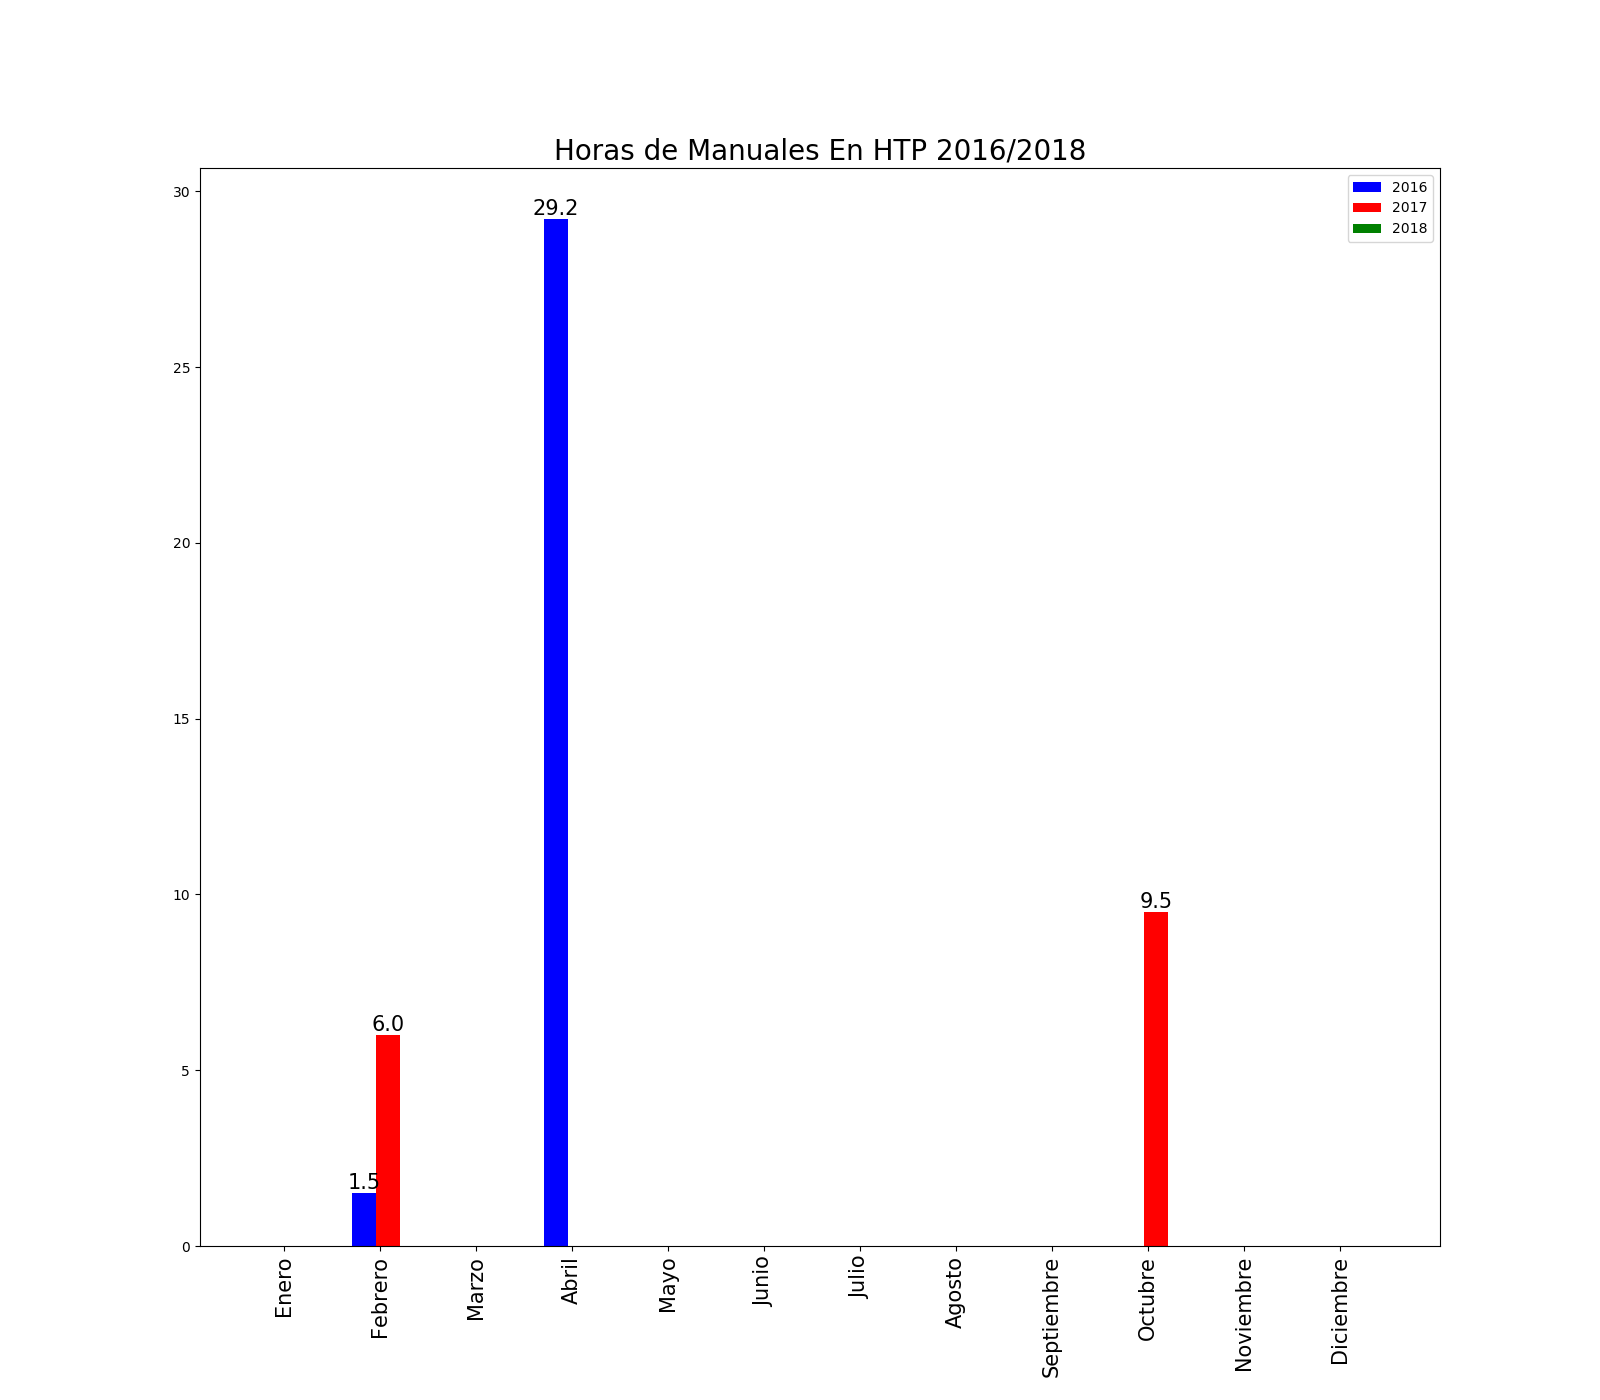 Horas de Manuales En HTP 2016/2018
2016
2017
2018
30
25
20
15
10
5
0
29.2
9.5
6.0
1.5
Enero
Febrero
Marzo
Abril
Mayo
Junio
Julio
Agosto
Septiembre
Octubre
Noviembre
Diciembre